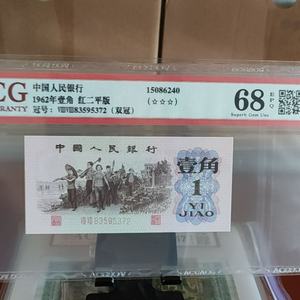 CG
中国人民银行
1962年壹角 红二平版
冠号：ⅧⅦ83595372（双冠）
15086240
(☆☆☆)
68
EPQ
Superb Gem Unc
中國人民銀行
壹角
1
YI
JIAO
ⅧⅦ83595372